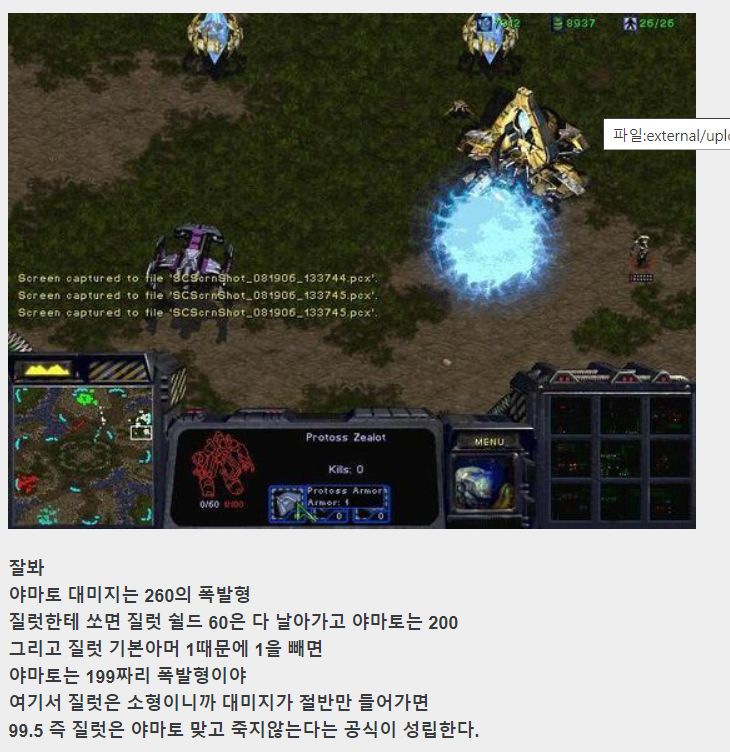 8937
26/26
파일:external/uplo
Screen captured to file 'SCScrnShot_081906_133744.pcx'.
Screen captured to file 'SCScrnShot_081906_133745.pcx'.
Screen captured to file 'SCScrnShot_081906_133745.pcx'.
Protoss Zealot
Kills: 0
MENU
Protoss Armor
Armor: 1
0/60 1/100
0
0
잘봐
야마토 대미지는 260의 폭발형
질럿한테 쏘면 질럿 쉴드 60은 다 날아가고 야마토는 200
그리고 질럿 기본아머 1때문에 1을 빼면
야마토는 199짜리 폭발형이야
여기서 질럿은 소형이니까 대미지가 절반만 들어가면
99.5 즉 질럿은 야마토 맞고 죽지않는다는 공식이 성립한다.